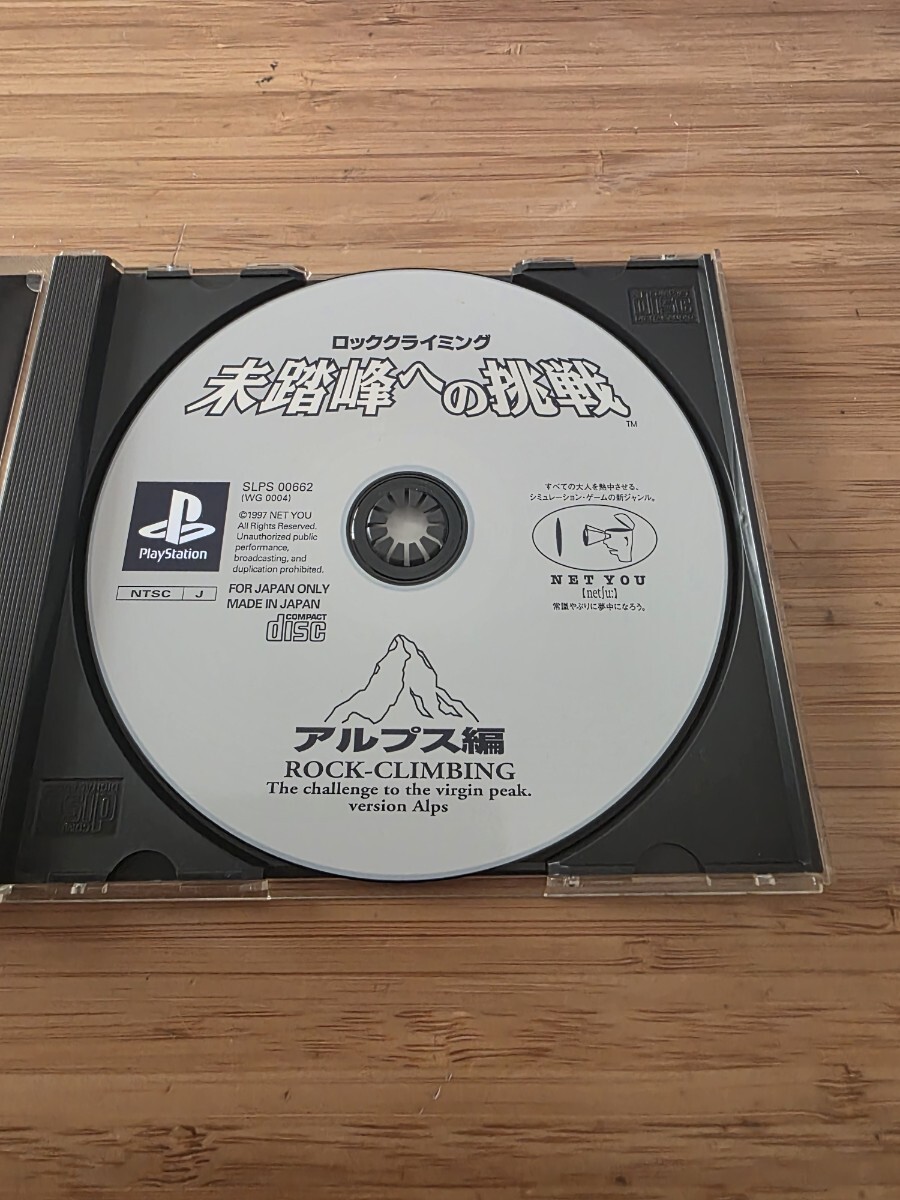 ロッククライミング
未踏峰への挑戦
TM
PlayStation
NTSC J
SLPS 00662
(WG 0004)
©1997 NET YOU
All Rights Reserved.
Unauthorized public
performance,
broadcasting, and
duplication prohibited.
FOR JAPAN ONLY
MADE IN JAPAN
COMPACT
disc
すべての大人を熱中させる、
シミュレーション・ゲームの新ジャンル。
NET YOU
【netʃuː】
常識やぶりに夢中になろう。
アルプス編
ROCK-CLIMBING
The challenge to the virgin peak.
version Alps
COMPACT
disc